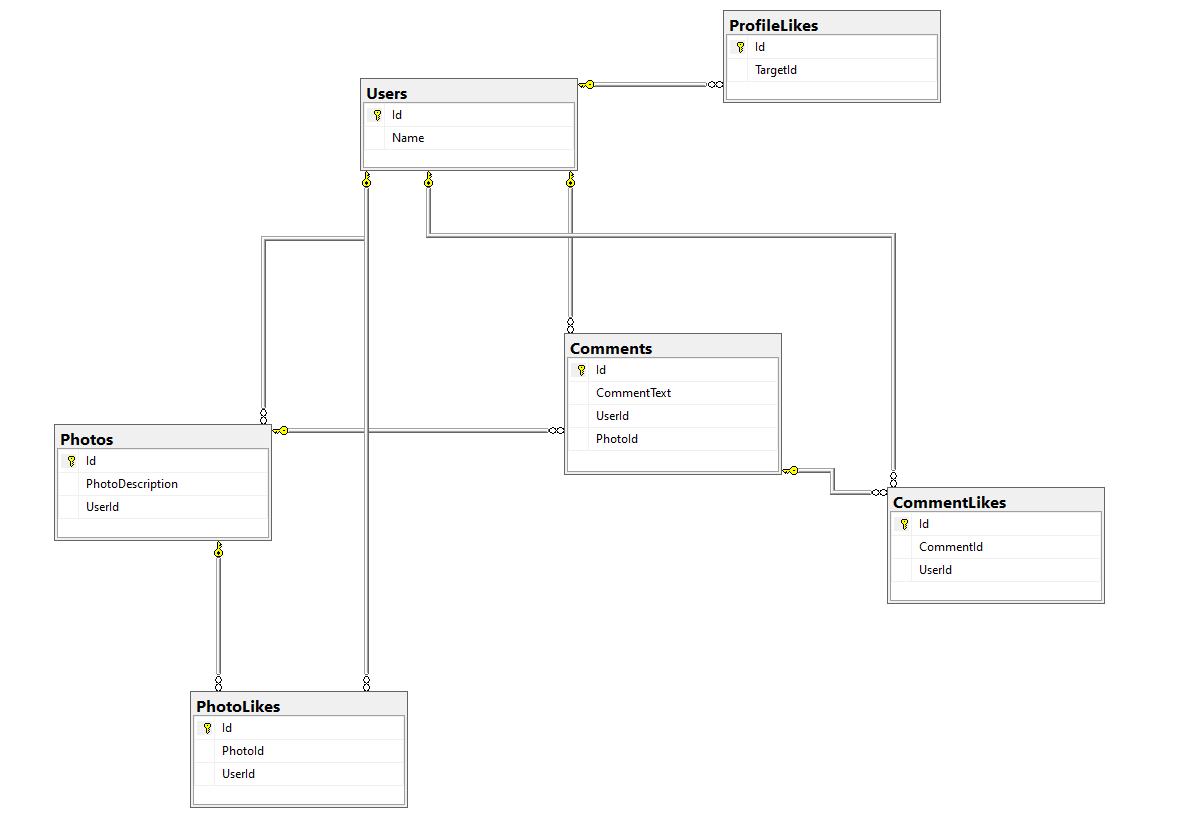 ProfileLikes
Id
TargetId
Users
Id
Name
Comments
Id
CommentText
UserId
PhotoId
Photos
Id
PhotoDescription
UserId
CommentLikes
Id
CommentId
UserId
PhotoLikes
Id
PhotoId
UserId